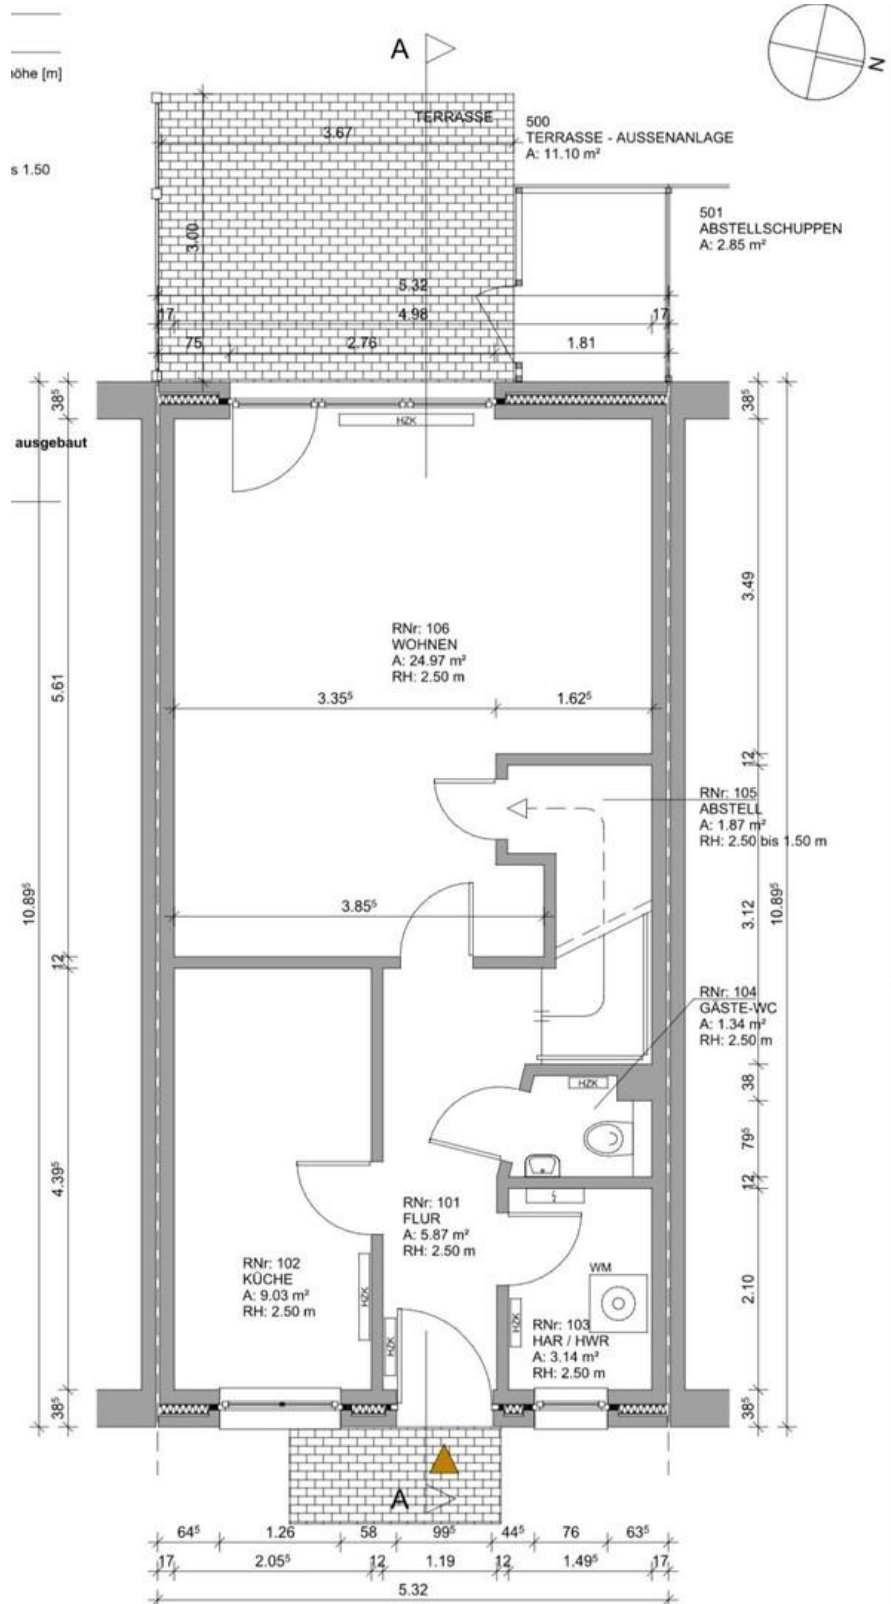 A
N
öhe [m]
TERRASSE
500
TERRASSE - AUSSENANLAGE
A: 11.10 m²
3.67
s 1.50
501
ABSTELLSCHUPPEN
A: 2.85 m²
3.00
5.32
17
4.98
17
75
2.76
1.81
38⁵
38⁵
HZK
ausgebaut
3.49
RNr: 106
WOHNEN
A: 24.97 m²
RH: 2.50 m
5.61
3.35⁵
1.62⁵
12
RNr: 105
ABSTELL
A: 1.87 m²
RH: 2.50 bis 1.50 m
10.89⁵
3.85⁵
3.12
10.89⁵
12
RNr: 104
GÄSTE-WC
A: 1.34 m²
RH: 2.50 m
HZK
38
79⁵
4.39⁵
12
RNr: 101
FLUR
A: 5.87 m²
RH: 2.50 m
RNr: 102
KÜCHE
A: 9.03 m²
RH: 2.50 m
WM
2.10
HZK
HZK
HZK
RNr: 103
HAR / HWR
A: 3.14 m²
RH: 2.50 m
38⁵
38⁵
A
64⁵
1.26
58
99⁵
44⁵
76
63⁵
17
2.05⁵
12
1.19
12
1.49⁵
17
5.32